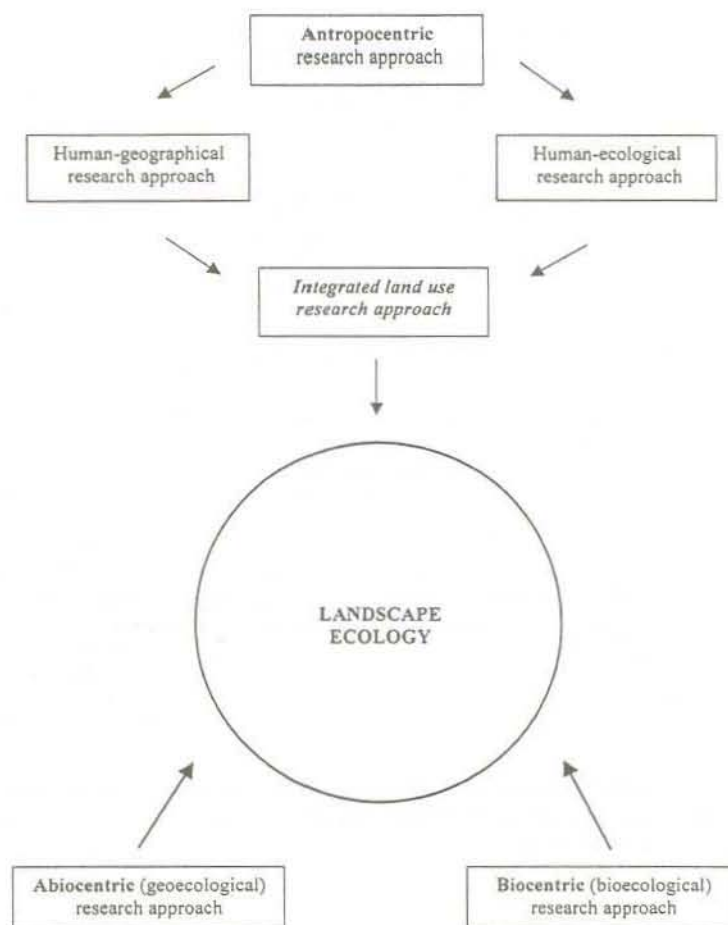 Antropocentric
research approach
Human-geographical
research approach
Human-ecological
research approach
Integrated land use
research approach
LANDSCAPE
ECOLOGY
Abiocentric (geoecological)
research approach
Biocentric (bioecological)
research approach